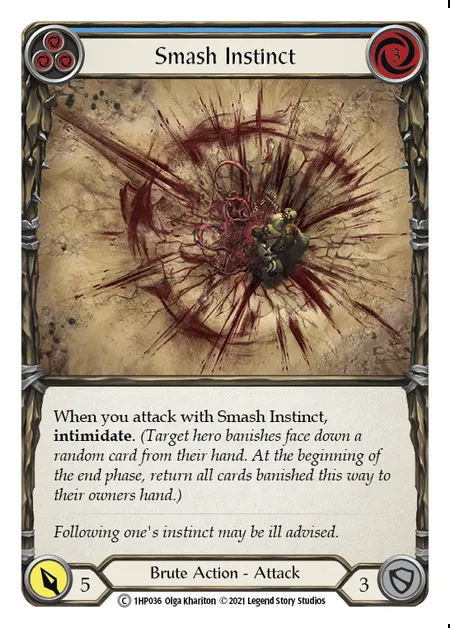 Smash Instinct
3
When you attack with Smash Instinct,
intimidate. (Target hero banishes face down a
random card from their hand. At the beginning of
the end phase, return all cards banished this way to
their owners hand.)
Following one's instinct may be ill advised.
5
Brute Action - Attack
3
C 1HP036 Olga Khariton © 2021 Legend Story Studios